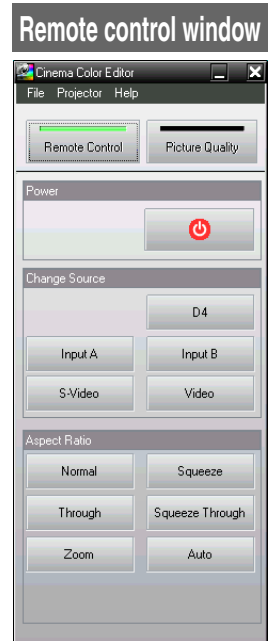 Remote control window
Cinema Color Editor
File Projector Help
Remote Control Picture Quality
Power
Change Source
D4
Input A Input B
S-Video Video
Aspect Ratio
Normal Squeeze
Through Squeeze Through
Zoom Auto